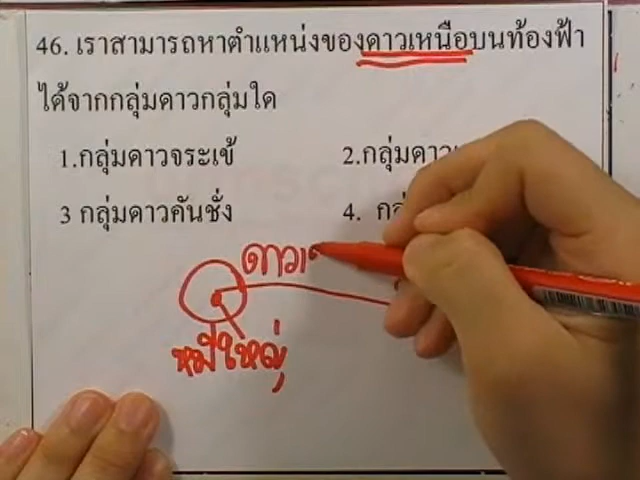 46. เราสามารถหาตำแหน่งของดาวเหนือบนท้องฟ้า
ได้จากกลุ่มดาวกลุ่มใด
1.กลุ่มดาวจระเข้
2.กลุ่มดาว
3 กลุ่มดาวคันชั่ง
4.
ดาวเ
หมีใหญ่